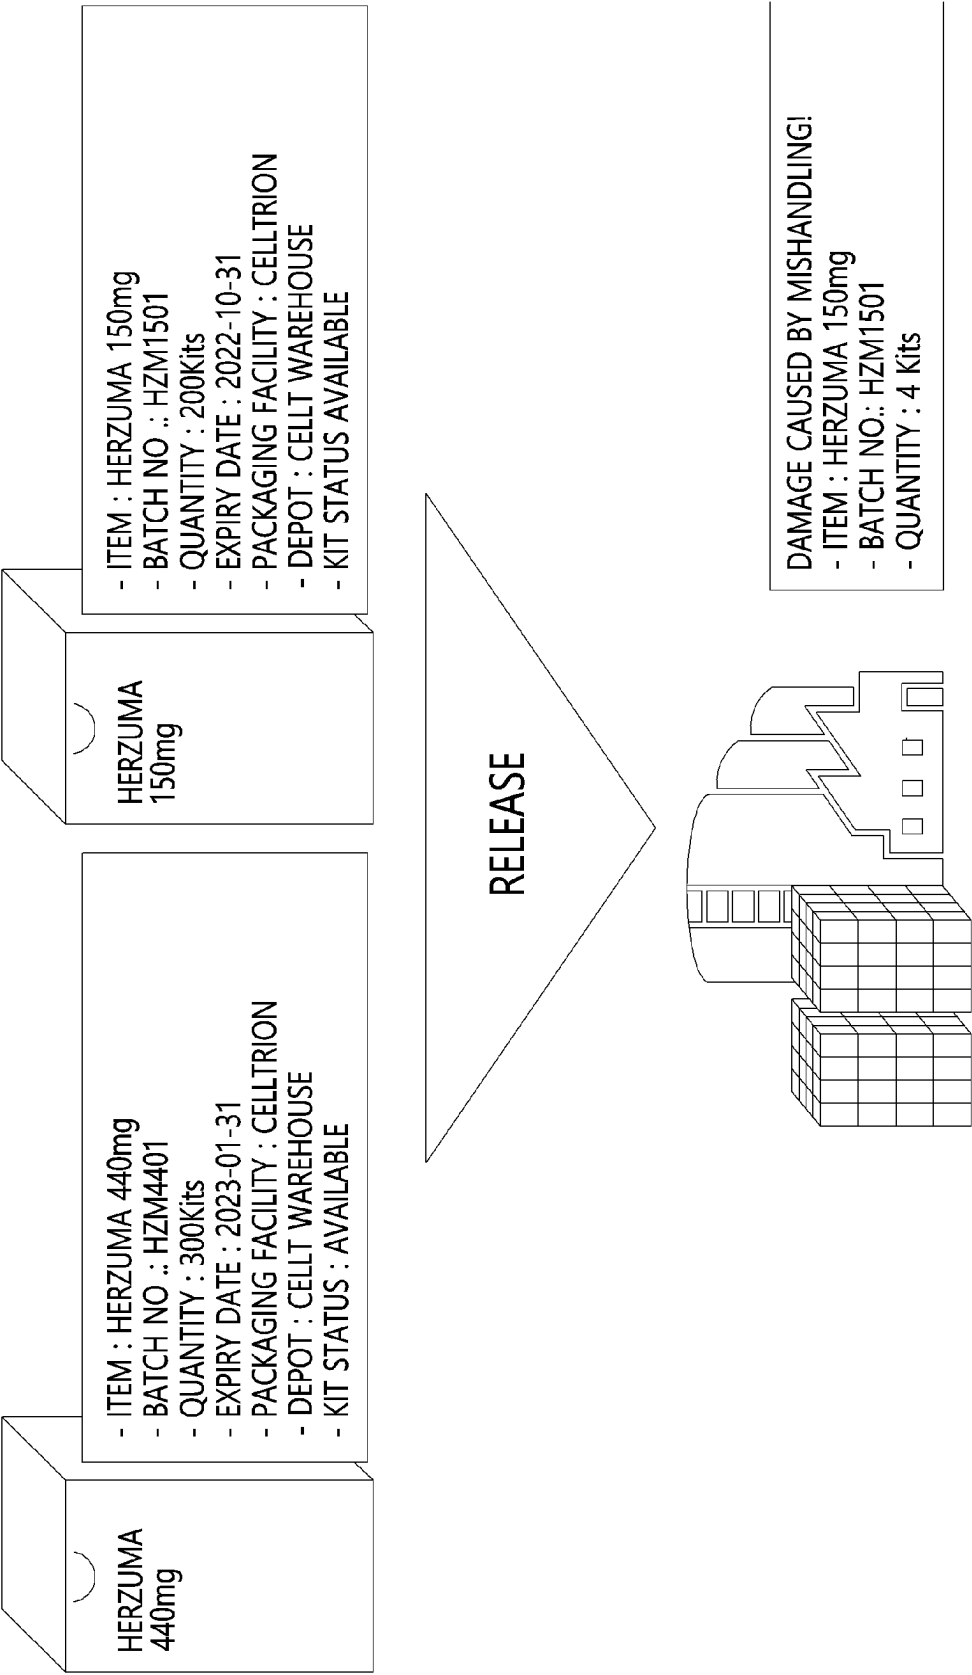 HERZUMA
440mg
- ITEM : HERZUMA 440mg
- BATCH NO .: HZM4401
- QUANTITY : 300Kits
- EXPIRY DATE : 2023-01-31
- PACKAGING FACILITY : CELLTRION
- DEPOT : CELLT WAREHOUSE
- KIT STATUS : AVAILABLE
HERZUMA
150mg
- ITEM : HERZUMA 150mg
- BATCH NO .: HZM1501
- QUANTITY : 200Kits
- EXPIRY DATE : 2022-10-31
- PACKAGING FACILITY : CELLTRION
- DEPOT : CELLT WAREHOUSE
- KIT STATUS AVAILABLE
RELEASE
DAMAGE CAUSED BY MISHANDLING!
- ITEM : HERZUMA 150mg
- BATCH NO.: HZM1501
- QUANTITY : 4 Kits